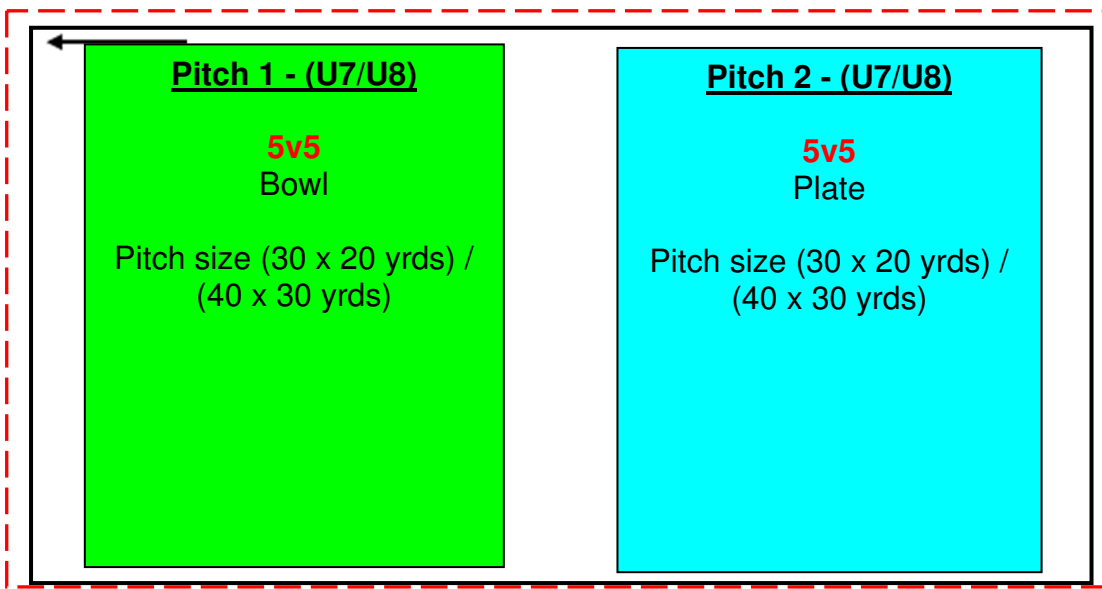 Pitch 1 - (U7/U8)
5v5
Bowl
Pitch size (30 x 20 yrds) /
(40 x 30 yrds)
Pitch 2 - (U7/U8)
5v5
Plate
Pitch size (30 x 20 yrds) /
(40 x 30 yrds)